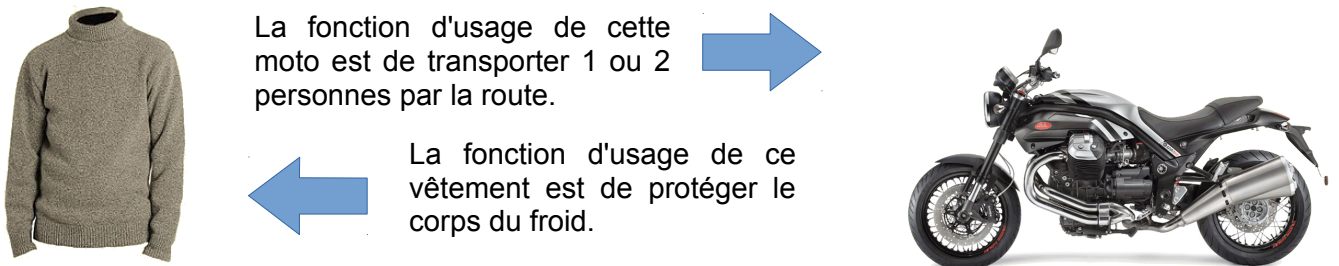 La fonction d'usage de cette
moto est de transporter 1 ou 2
personnes par la route.
La fonction d'usage de ce
vêtement est de protéger le
corps du froid.